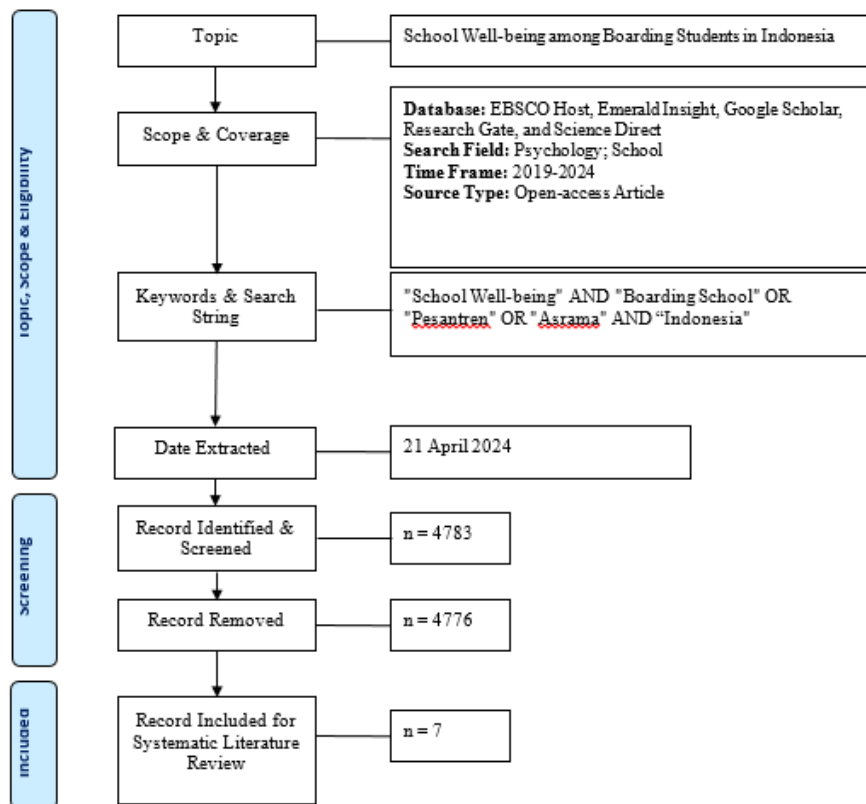 Topic, Scope & Eligibility
Topic
School Well-being among Boarding Students in Indonesia
Scope & Coverage
Database: EBSCO Host, Emerald Insight, Google Scholar,
Research Gate, and Science Direct
Search Field: Psychology; School
Time Frame: 2019-2024
Source Type: Open-access Article
Keywords & Search
String
"School Well-being" AND "Boarding School" OR
"Pesantren" OR "Asrama" AND “Indonesia”
Date Extracted
21 April 2024
Screening
Record Identified &
Screened
n = 4783
Record Removed
n = 4776
Included
Record Included for
Systematic Literature
Review
n = 7